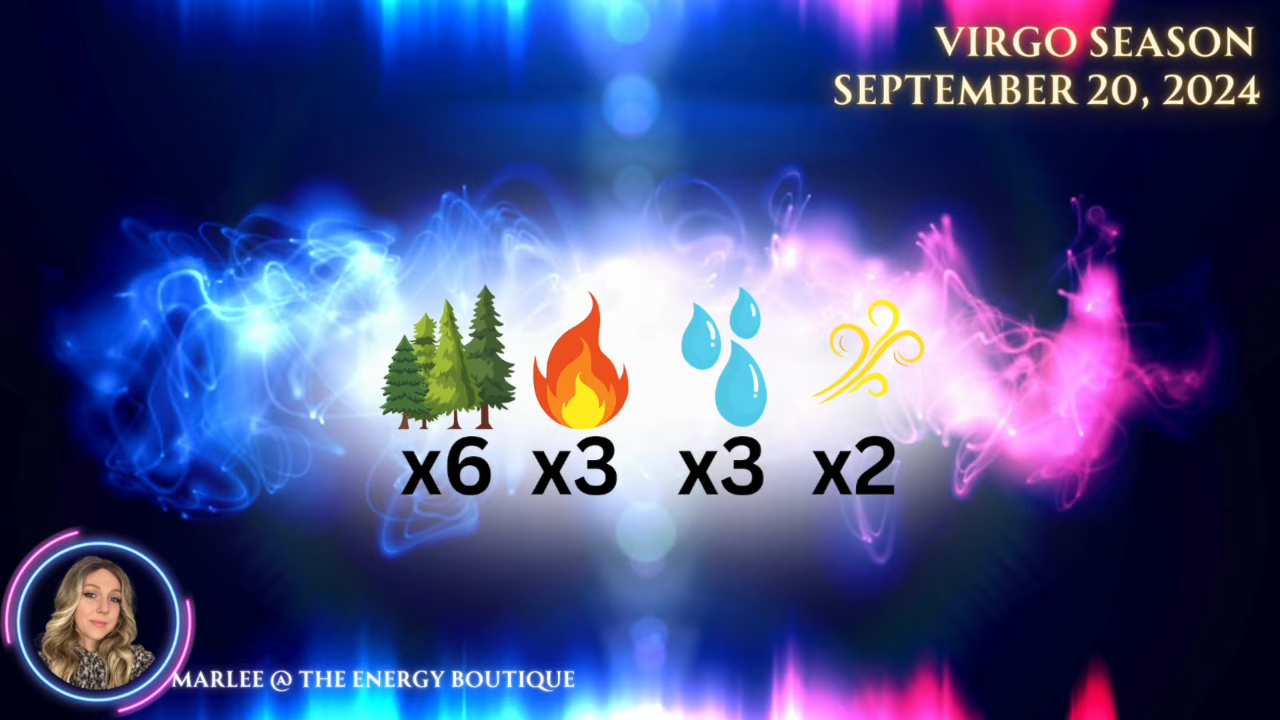 VIRGO SEASON
SEPTEMBER 20, 2024
x6 x3 x3 x2
MARLEE @ THE ENERGY BOUTIQUE